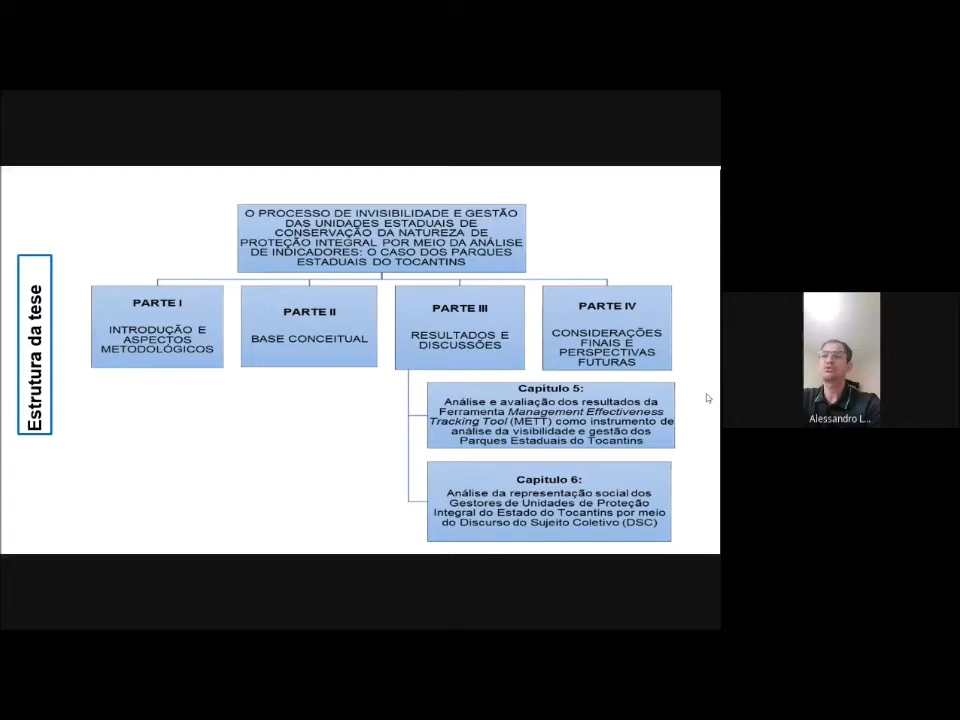 Estrutura da tese
O PROCESSO DE INVISIBILIDADE E GESTÃO
DAS UNIDADES ESTADUAIS DE
CONSERVAÇÃO DA NATUREZA DE
PROTEÇÃO INTEGRAL POR MEIO DA ANÁLISE
DE INDICADORES: O CASO DOS PARQUES
ESTADUAIS DO TOCANTINS
PARTE I
INTRODUÇÃO E
ASPECTOS
METODOLÓGICOS
PARTE II
BASE CONCEITUAL
PARTE III
RESULTADOS E
DISCUSSÕES
PARTE IV
CONSIDERAÇÕES
FINAIS E
PERSPECTIVAS
FUTURAS
Capítulo 5:
Análise e avaliação dos resultados da
Ferramenta Management Effectiveness
Tracking Tool (METT) como instrumento de
análise da visibilidade e gestão dos
Parques Estaduais do Tocantins
Capítulo 6:
Análise da representação social dos
Gestores de Unidades de Proteção
Integral do Estado do Tocantins por meio
do Discurso do Sujeito Coletivo (DSC)
Alessandro L...